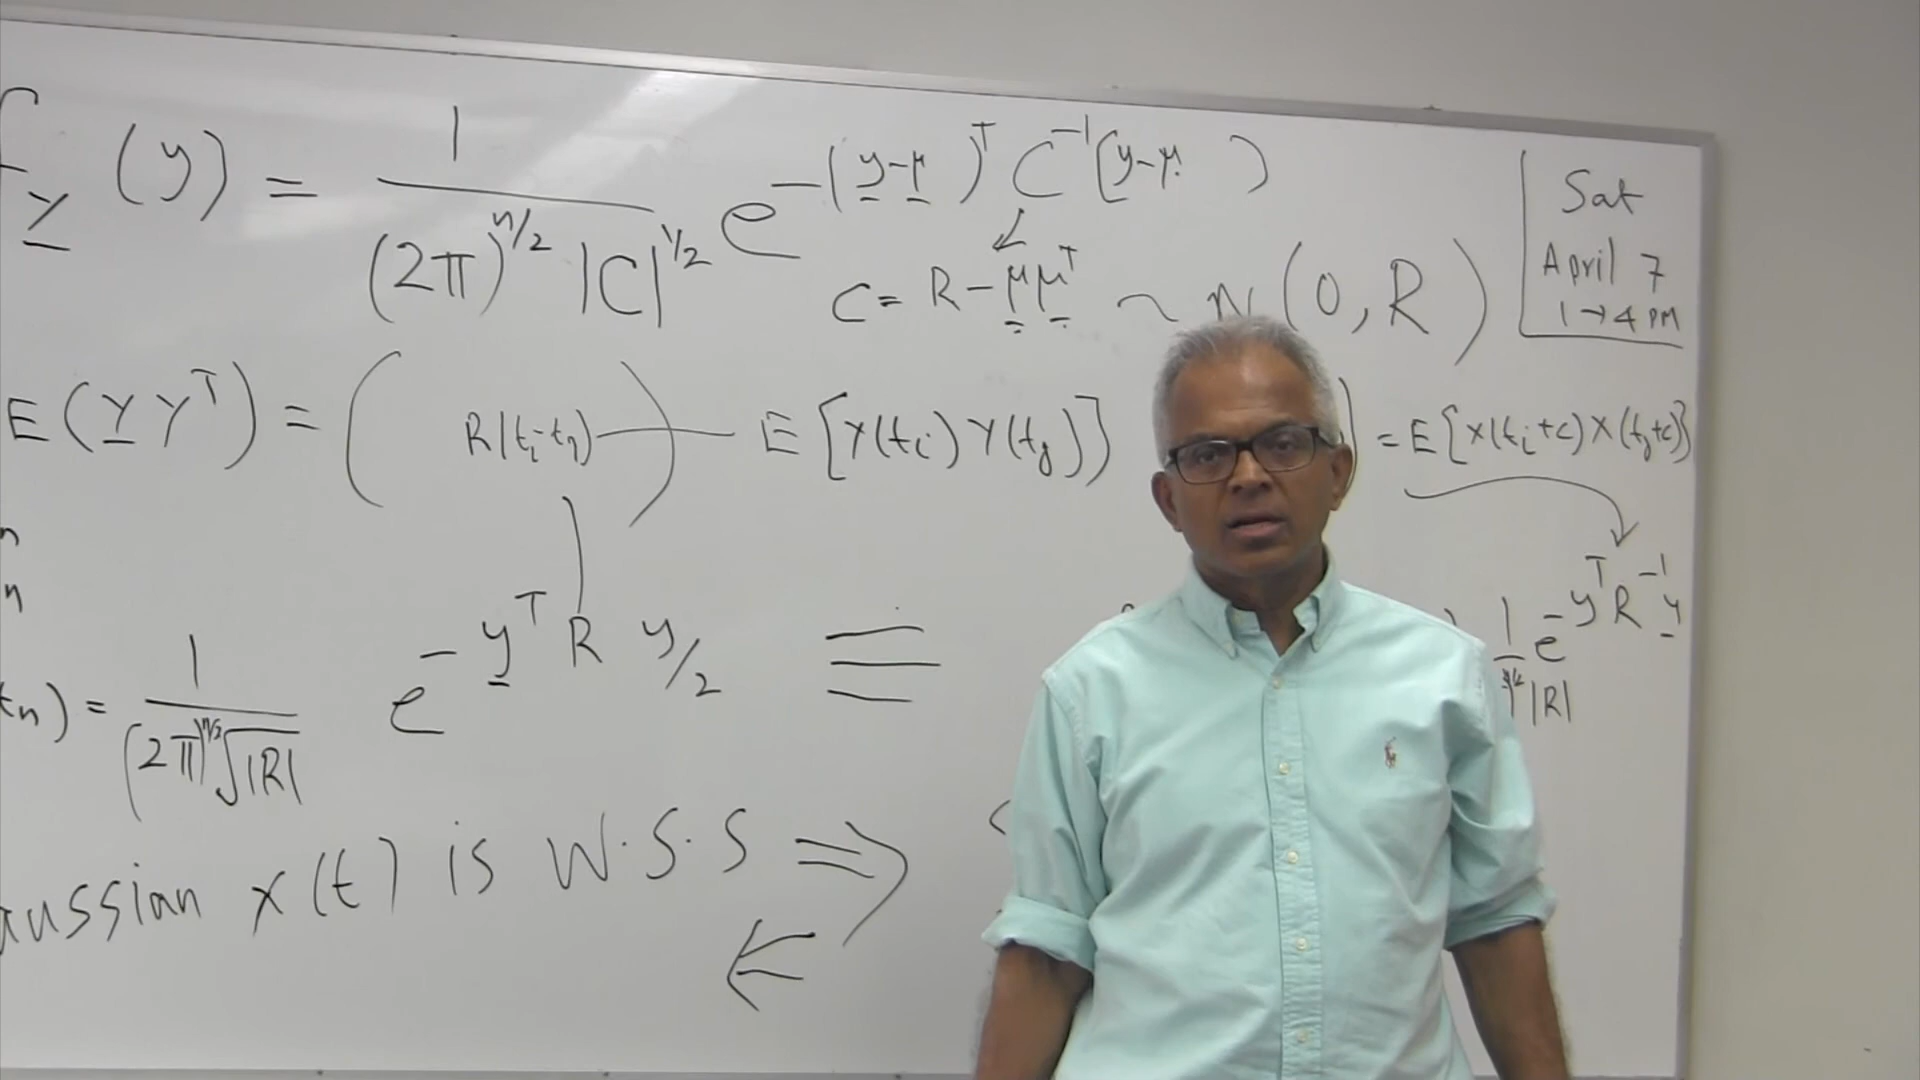 f_Y (y) = 1 / (2π)^{n/2} |C|^{1/2} e^{-(y-μ)^T C^{-1} (y-μ)}
C = R - μμ^T ~ N(0, R)
Sat
April 7
1→4 PM
E(Y Y^T) = ( R(t_i-t_j) ) — E[Y(t_i) Y(t_j)] = E[X(t_i+c) X(t_j+c)]
n
n
t_n) = 1 / (2π)^{n/2} √|R| e^{-y^T R y/2} ≡ 1 / |R| e^{-y^T R^{-1} y}
aussian x(t) is W.S.S ⇒
⇐